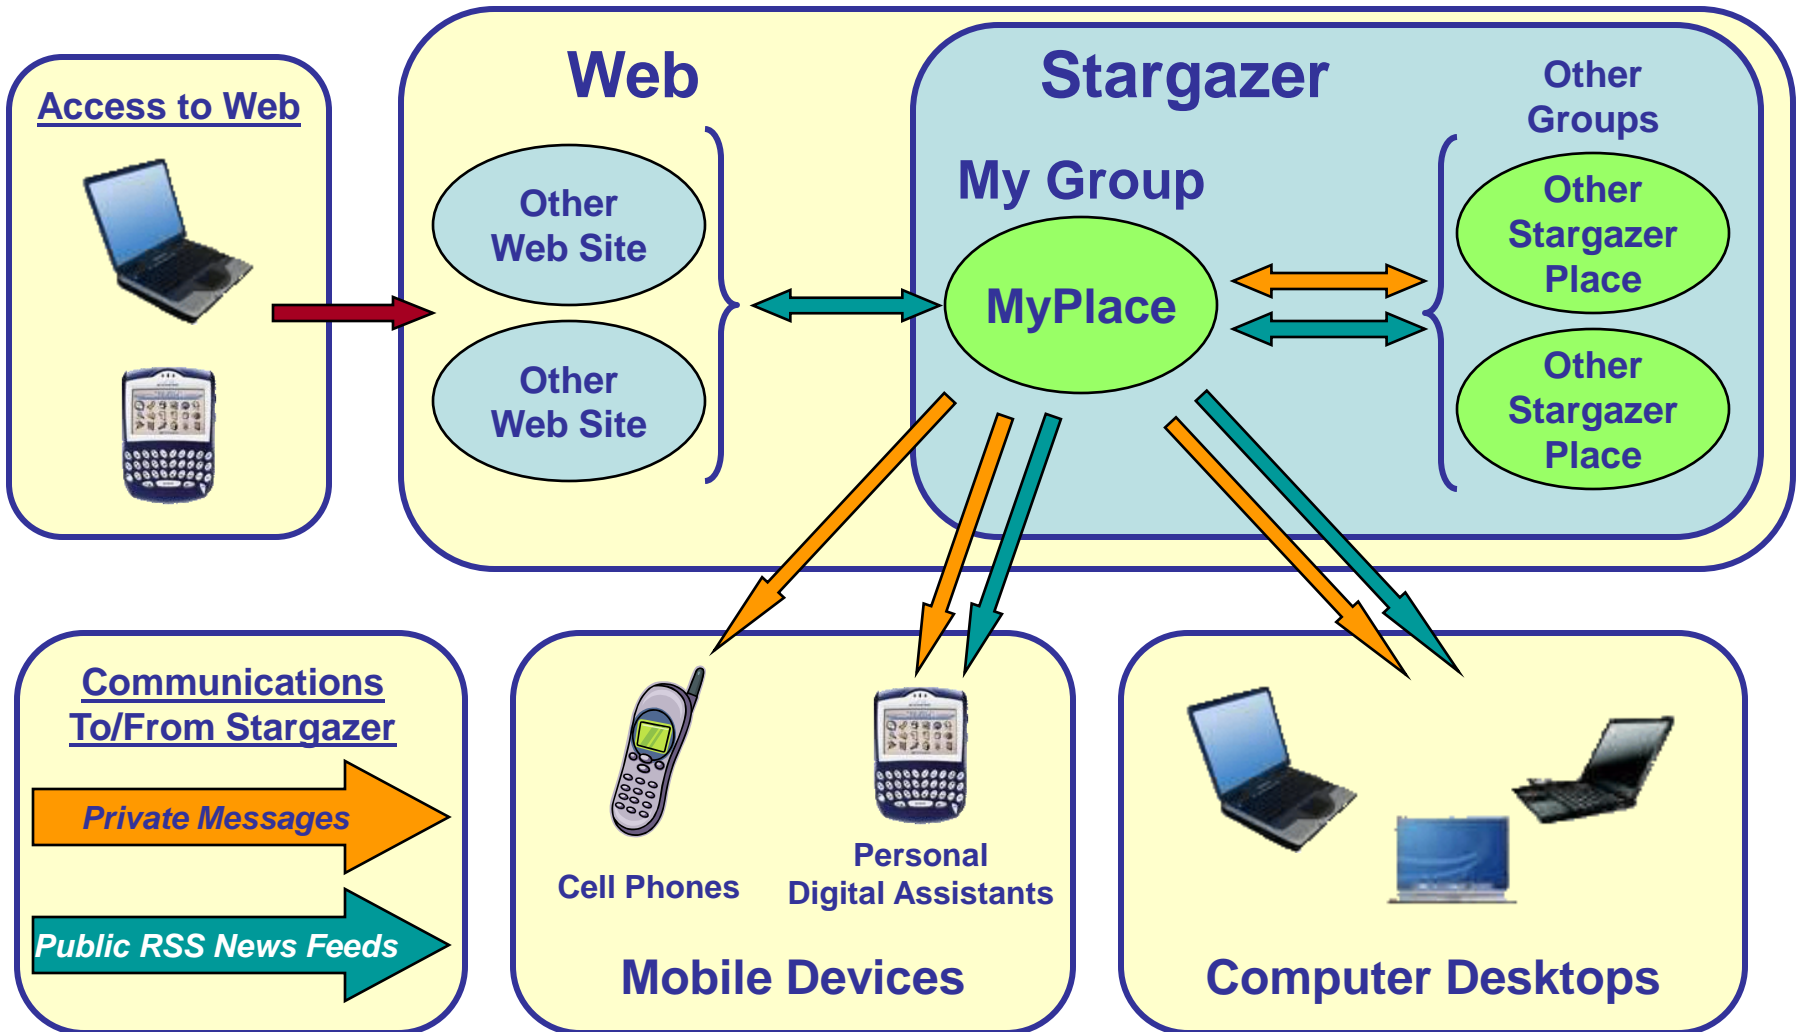 Access to Web
Web
Other
Web Site
Other
Web Site
Stargazer
My Group
MyPlace
Other
Groups
Other
Stargazer
Place
Other
Stargazer
Place
Communications
To/From Stargazer
Private Messages
Public RSS News Feeds
Cell Phones
Personal
Digital Assistants
Mobile Devices
Computer Desktops